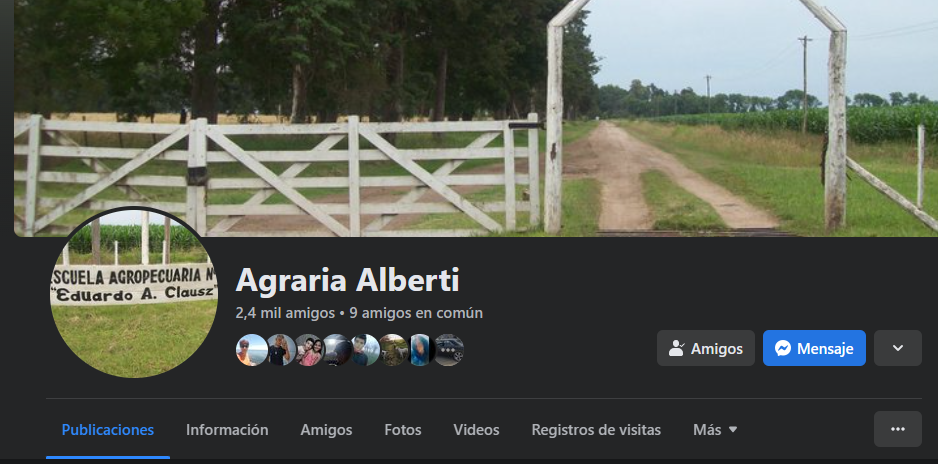 ESCUELA AGROPECUARIA N
"Eduardo A. Clausz"
Agraria Alberti
2,4 mil amigos • 9 amigos en común
Amigos
Mensaje
Publicaciones
Información
Amigos
Fotos
Videos
Registros de visitas
Más